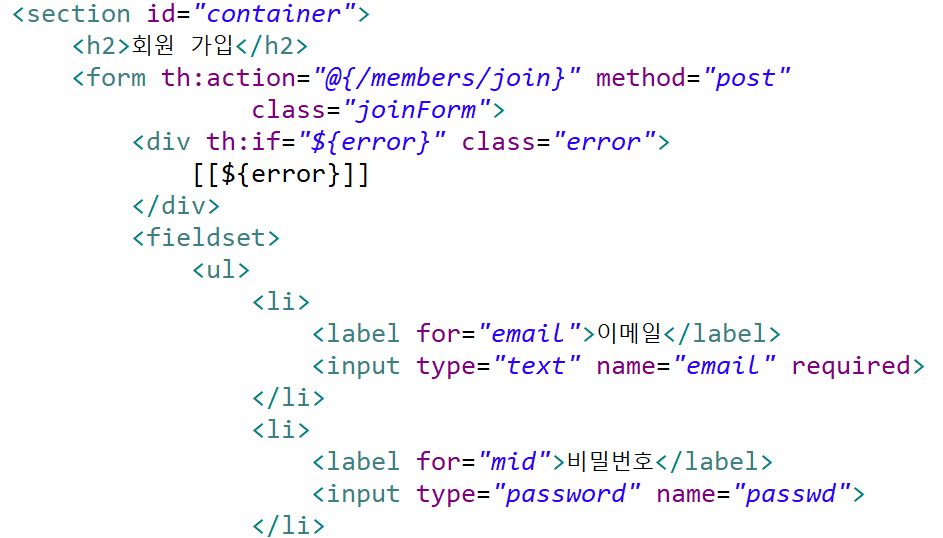 <section id="container">
<h2>회원 가입</h2>
<form th:action="@{/members/join}" method="post"
class="joinForm">
<div th:if="${error}" class="error">
[[${error}]]
</div>
<fieldset>
<ul>
<li>
<label for="email">이메일</label>
<input type="text" name="email" required>
</li>
<li>
<label for="mid">비밀번호</label>
<input type="password" name="passwd">
</li>